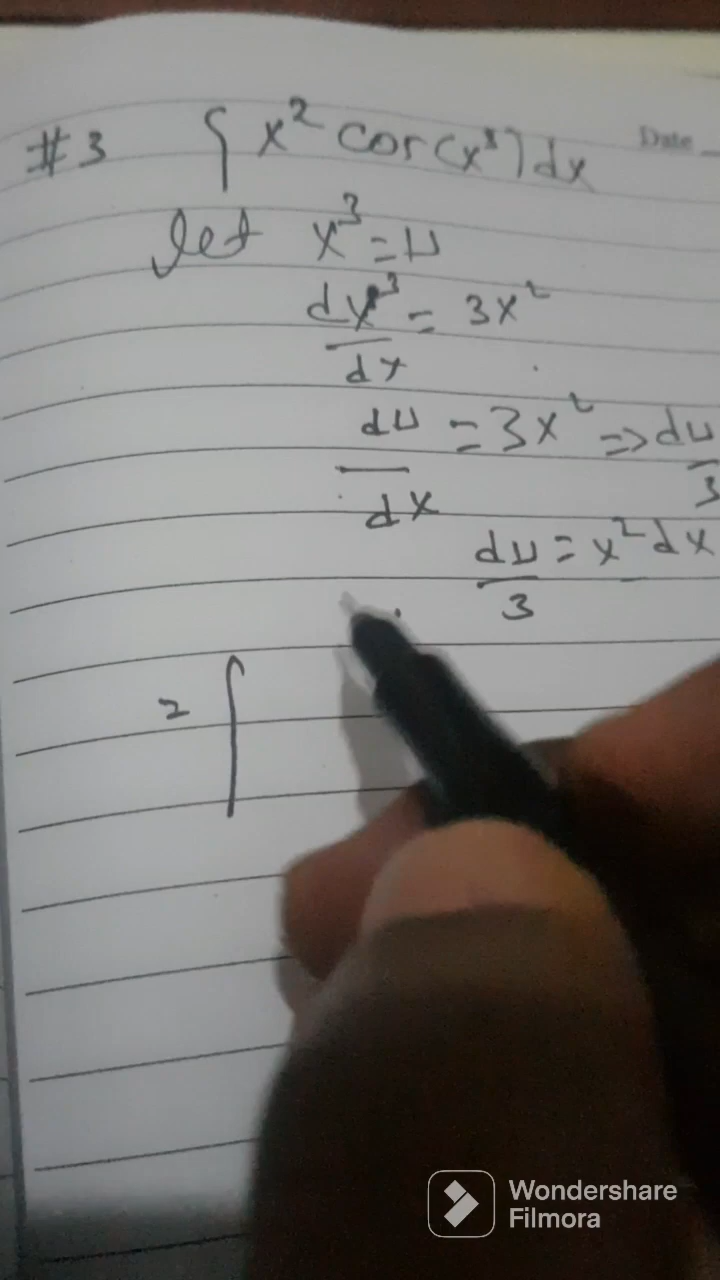 Date
#3 ∫ x² cos(x³) dx
let x³ = u
dx³/dx = 3x²
du/dx = 3x² => du/3
du/3 = x² dx
= ∫
Wondershare
Filmora